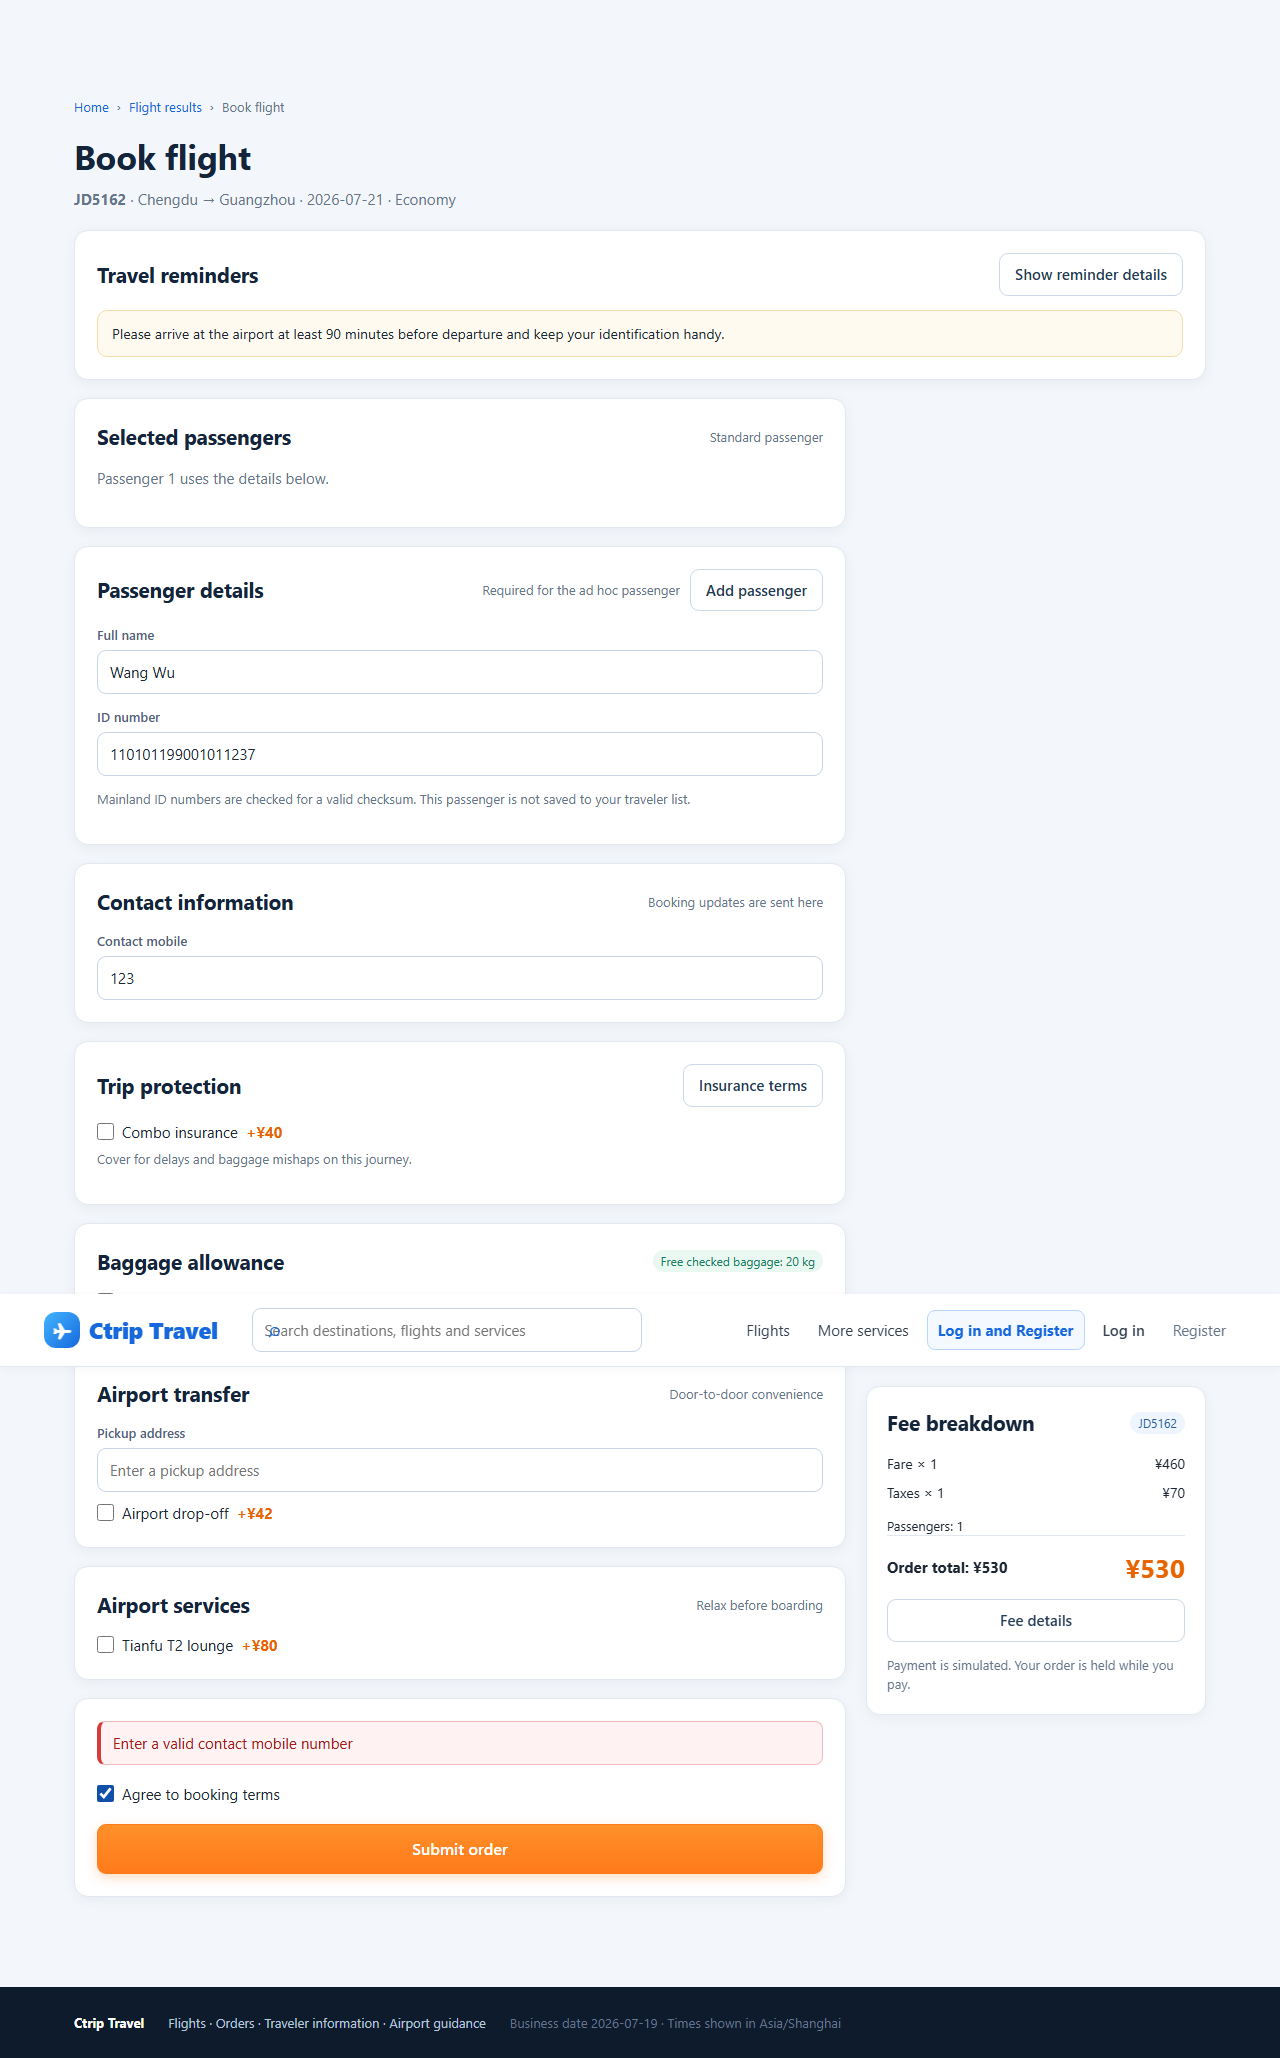 Home › Flight results › Book flight
Book flight
JD5162 · Chengdu → Guangzhou · 2026-07-21 · Economy
Travel reminders
Show reminder details
Please arrive at the airport at least 90 minutes before departure and keep your identification handy.
Selected passengers
Standard passenger
Passenger 1 uses the details below.
Passenger details
Required for the ad hoc passenger
Add passenger
Full name
Wang Wu
ID number
110101199001011237
Mainland ID numbers are checked for a valid checksum. This passenger is not saved to your traveler list.
Contact information
Booking updates are sent here
Contact mobile
123
Trip protection
Insurance terms
Combo insurance +¥40
Cover for delays and baggage mishaps on this journey.
Baggage allowance
Free checked baggage: 20 kg
Ctrip Travel
Search destinations, flights and services
Flights
More services
Log in and Register
Log in
Register
Airport transfer
Door-to-door convenience
Pickup address
Enter a pickup address
Airport drop-off +¥42
Airport services
Relax before boarding
Tianfu T2 lounge +¥80
Enter a valid contact mobile number
Agree to booking terms
Submit order
Fee breakdown
JD5162
Fare × 1 ¥460
Taxes × 1 ¥70
Passengers: 1
Order total: ¥530 ¥530
Fee details
Payment is simulated. Your order is held while you
pay.
Ctrip Travel
Flights · Orders · Traveler information · Airport guidance
Business date 2026-07-19 · Times shown in Asia/Shanghai